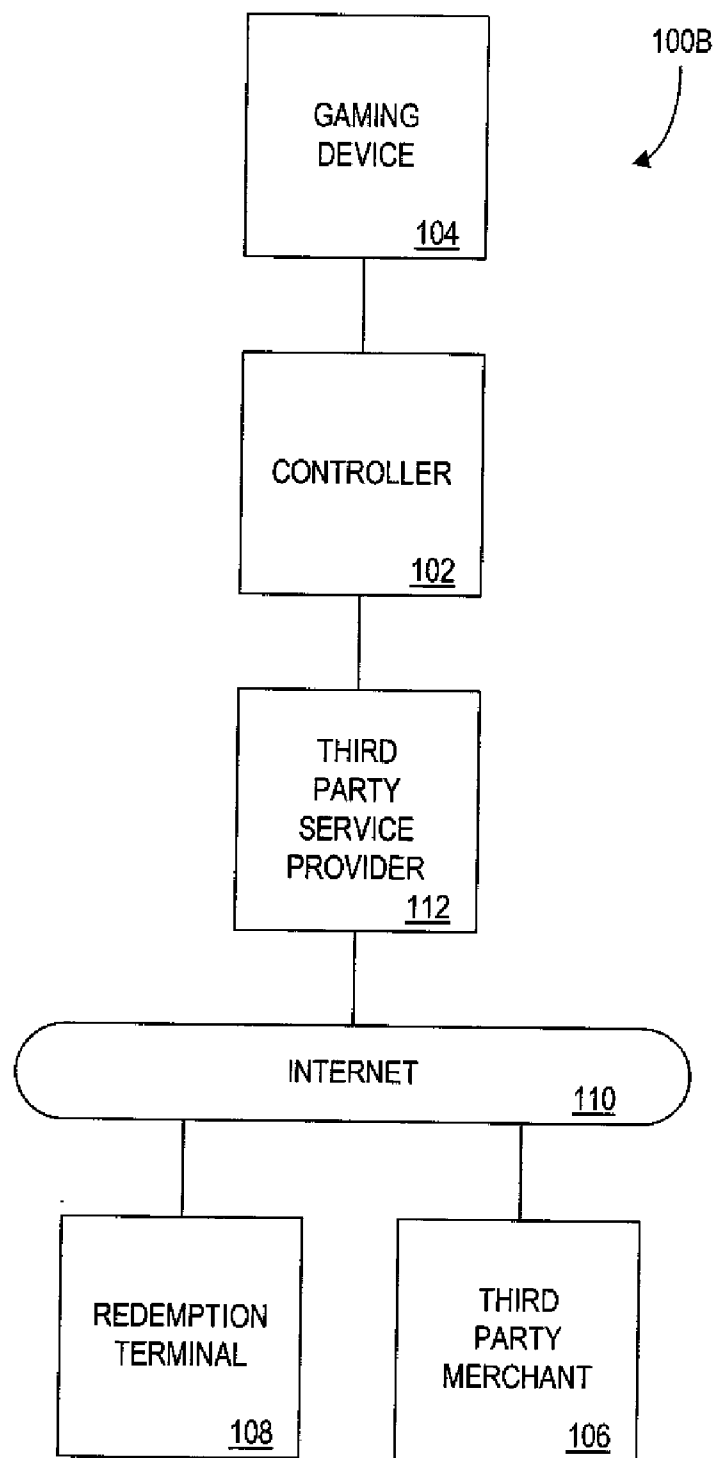 100B
GAMING
DEVICE
104
CONTROLLER
102
THIRD
PARTY
SERVICE
PROVIDER
112
INTERNET
110
REDEMPTION
TERMINAL
108
THIRD
PARTY
MERCHANT
106